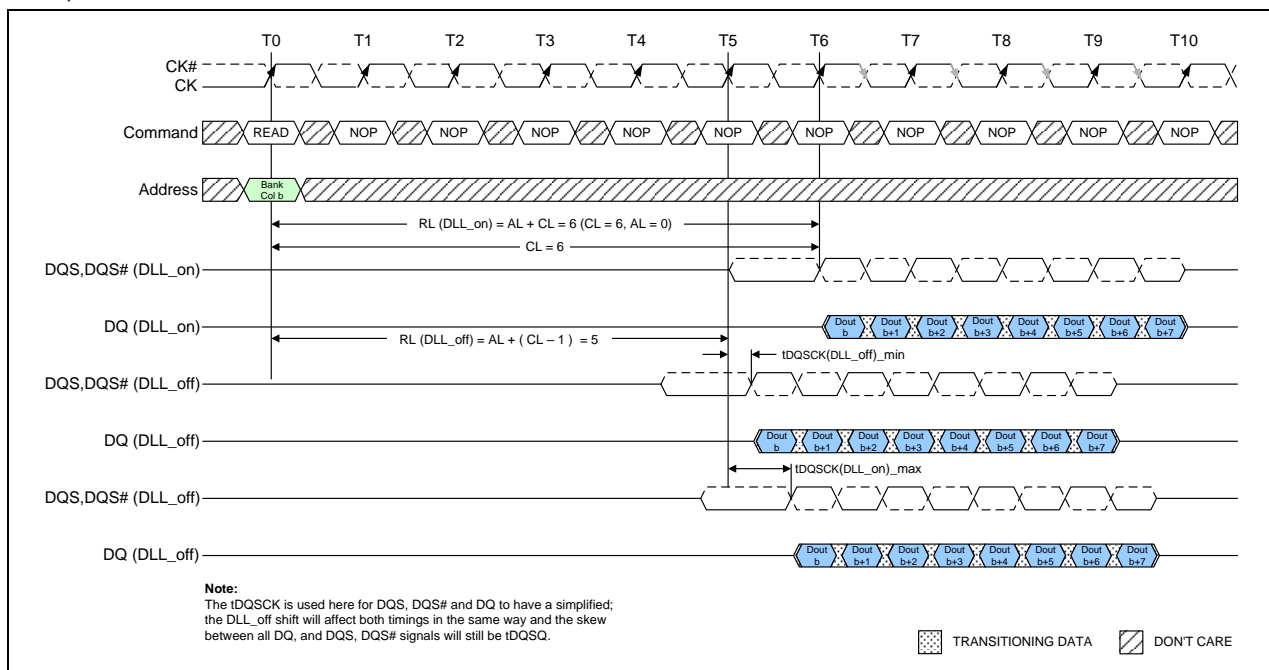 T0 T1 T2 T3 T4 T5 T6 T7 T8 T9 T10
CK#
CK
Command READ NOP NOP NOP NOP NOP NOP NOP NOP NOP NOP
Address Bank
Col b
RL (DLL_on) = AL + CL = 6 (CL = 6, AL = 0)
CL = 6
DQS,DQS# (DLL_on)
DQ (DLL_on) Dout b Dout b+1 Dout b+2 Dout b+3 Dout b+4 Dout b+5 Dout b+6 Dout b+7
RL (DLL_off) = AL + ( CL – 1 ) = 5
tDQSCK(DLL_off)_min
DQS,DQS# (DLL_off)
DQ (DLL_off) Dout b Dout b+1 Dout b+2 Dout b+3 Dout b+4 Dout b+5 Dout b+6 Dout b+7
tDQSCK(DLL_on)_max
DQS,DQS# (DLL_off)
DQ (DLL_off) Dout b Dout b+1 Dout b+2 Dout b+3 Dout b+4 Dout b+5 Dout b+6 Dout b+7
Note:
The tDQSCK is used here for DQS, DQS# and DQ to have a simplified;
the DLL_off shift will affect both timings in the same way and the skew
between all DQ, and DQS, DQS# signals will still be tDQSQ.
TRANSITIONING DATA DON'T CARE